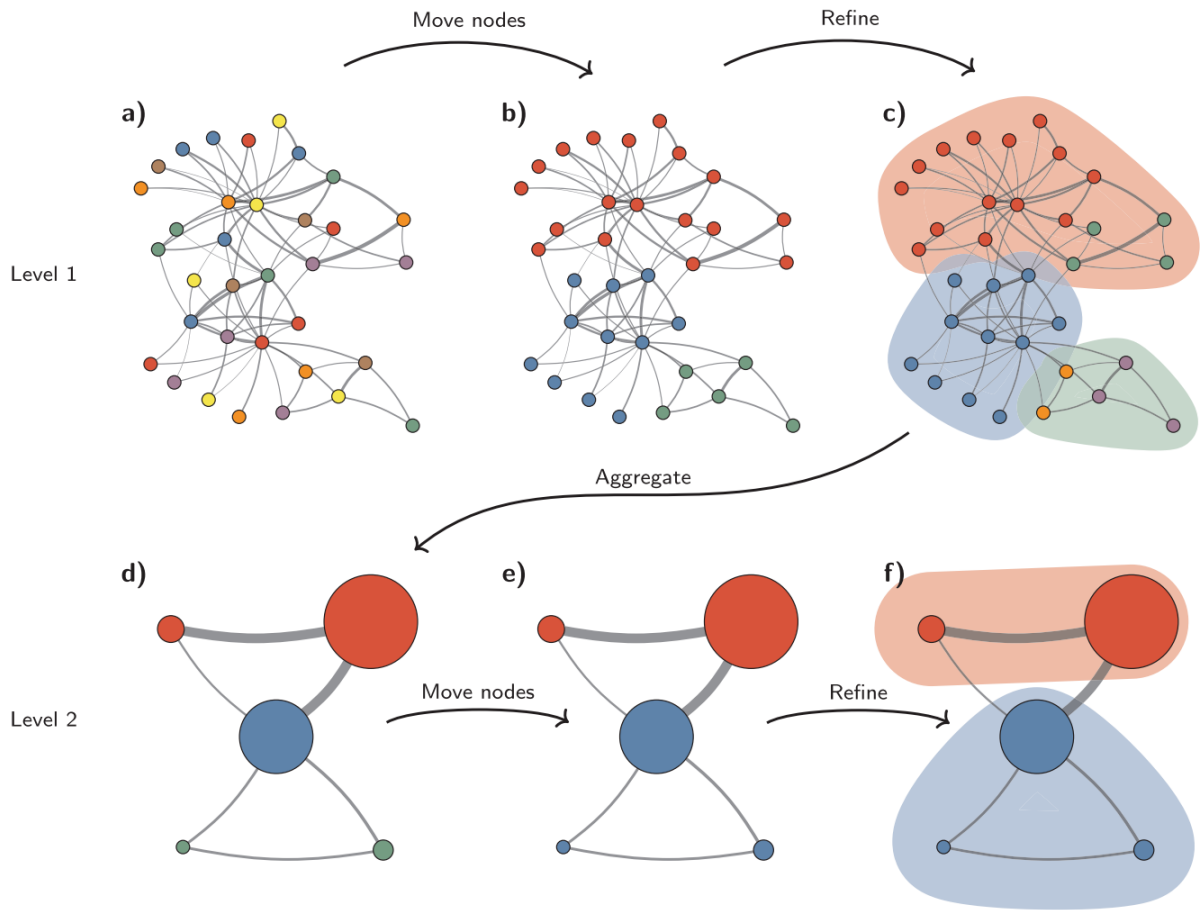 Move nodes
Refine
a)
b)
c)
Level 1
Aggregate
d)
e)
f)
Move nodes
Refine
Level 2